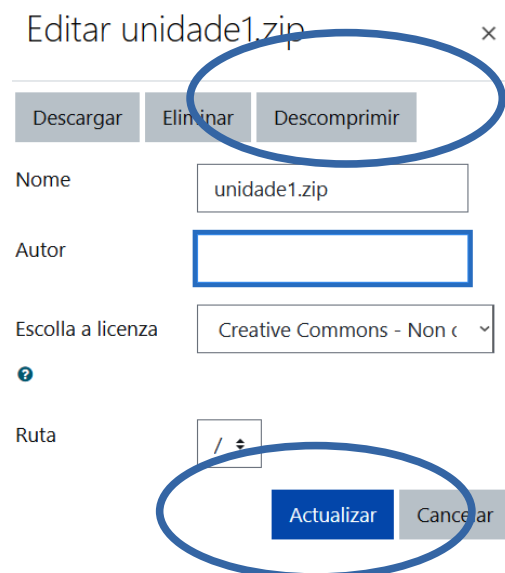 Editar unidade1.zip ×
Descargar Eliminar Descomprimir
Nome unidade1.zip
Autor
Escolla a licenza Creative Commons - Non c
Ruta /
Actualizar Cancelar